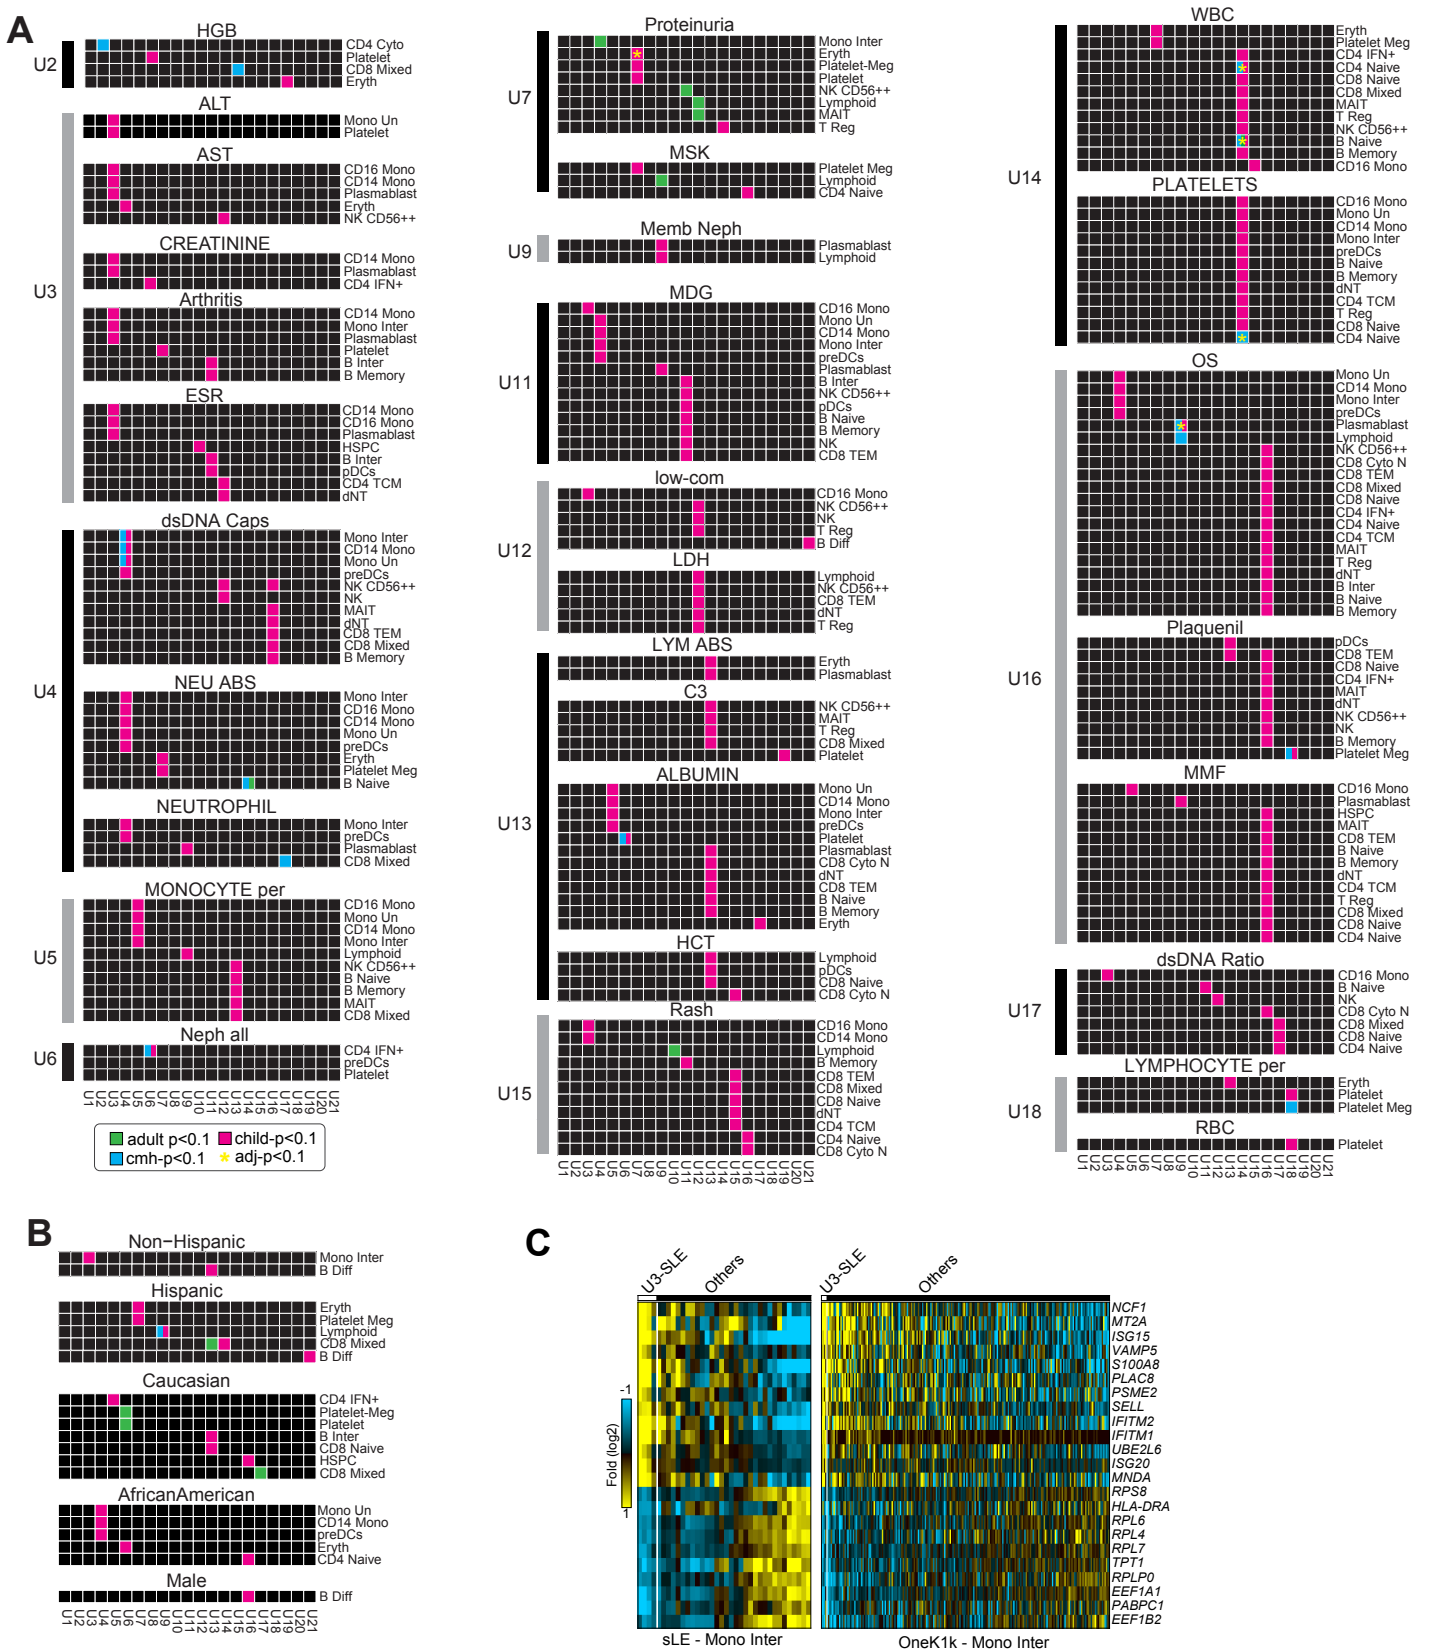 A
HGB
U2
CD4 Cyto
Platelet
CD8 Mixed
Eryth
U3
ALT
Mono Un
Platelet
AST
CD16 Mono
CD14 Mono
Plasmablast
Eryth
NK CD56++
CREATININE
CD14 Mono
Plasmablast
CD4 IFN+
Arthritis
CD14 Mono
Mono Inter
Plasmablast
Platelet
B Inter
B Memory
ESR
CD14 Mono
CD16 Mono
Plasmablast
HSPC
B Inter
pDCs
CD4 TCM
dNT
U4
dsDNA Caps
Mono Inter
CD14 Mono
Mono Un
preDCs
NK CD56++
NK
MAIT
dNT
CD8 TEM
CD8 Mixed
B Memory
NEU ABS
Mono Inter
CD16 Mono
CD14 Mono
Mono Un
preDCs
Eryth
Platelet Meg
B Naive
NEUTROPHIL
Mono Inter
preDCs
Plasmablast
CD8 Mixed
U5
MONOCYTE per
CD16 Mono
Mono Un
CD14 Mono
Mono Inter
Lymphoid
NK CD56++
B Naive
B Memory
MAIT
CD8 Mixed
U6
Neph all
CD4 IFN+
preDCs
Platelet
U1 U2 U3 U4 U5 U6 U7 U8 U9 U10 U11 U12 U13 U14 U15 U16 U17 U18 U19 U20 U21
adult p<0.1 child-p<0.1
cmh-p<0.1 * adj-p<0.1
U7
Proteinuria
Mono Inter
Eryth
Platelet-Meg
Platelet
NK CD56++
Lymphoid
MAIT
T Reg
MSK
Platelet Meg
Lymphoid
CD4 Naive
U9
Memb Neph
Plasmablast
Lymphoid
U11
MDG
CD16 Mono
Mono Un
CD14 Mono
Mono Inter
preDCs
Plasmablast
B Inter
NK CD56++
pDCs
B Naive
B Memory
NK
CD8 TEM
U12
low-com
CD16 Mono
NK CD56++
NK
T Reg
B Diff
LDH
Lymphoid
NK CD56++
CD8 TEM
dNT
T Reg
U13
LYM ABS
Eryth
Plasmablast
C3
NK CD56++
MAIT
T Reg
CD8 Mixed
Platelet
ALBUMIN
Mono Un
CD14 Mono
Mono Inter
preDCs
Platelet
Plasmablast
CD8 Cyto N
dNT
CD8 TEM
B Naive
B Memory
Eryth
HCT
Lymphoid
pDCs
CD8 Naive
CD8 Cyto N
U15
Rash
CD16 Mono
CD14 Mono
Lymphoid
B Memory
CD8 TEM
CD8 Mixed
CD8 Naive
dNT
CD4 TCM
CD4 Naive
CD8 Cyto N
U1 U2 U3 U4 U5 U6 U7 U8 U9 U10 U11 U12 U13 U15 U16 U17 U18 U19 U20 U21
U14
WBC
Eryth
Platelet Meg
CD4 IFN+
CD4 Naive
CD8 Naive
CD8 Mixed
MAIT
T Reg
NK CD56++
B Naive
B Memory
CD16 Mono
PLATELETS
CD16 Mono
Mono Un
CD14 Mono
Mono Inter
preDCs
B Naive
B Memory
dNT
CD4 TCM
T Reg
CD8 Naive
CD4 Naive
U16
OS
Mono Un
CD14 Mono
Mono Inter
preDCs
Plasmablast
Lymphoid
NK CD56++
CD8 Cyto N
CD8 TEM
CD8 Mixed
CD8 Naive
CD4 IFN+
CD4 Naive
CD4 TCM
MAIT
T Reg
dNT
B Inter
B Naive
B Memory
Plaquenil
pDCs
CD8 TEM
CD8 Naive
CD4 IFN+
MAIT
dNT
NK CD56++
NK
B Memory
Platelet Meg
MMF
CD16 Mono
Plasmablast
HSPC
MAIT
CD8 TEM
B Naive
B Memory
dNT
CD4 TCM
T Reg
CD8 Mixed
CD8 Naive
CD4 Naive
U17
dsDNA Ratio
CD16 Mono
B Naive
NK
CD8 Cyto N
CD8 Mixed
CD8 Naive
CD4 Naive
U18
LYMPHOCYTE per
Eryth
Platelet
Platelet Meg
RBC
Platelet
U1 U2 U3 U4 U5 U6 U7 U8 U9 U10 U11 U12 U13 U14 U15 U16 U17 U18 U19 U20 U21
B
Non−Hispanic
Mono Inter
B Diff
Hispanic
Eryth
Platelet Meg
Lymphoid
CD8 Mixed
B Diff
Caucasian
CD4 IFN+
Platelet-Meg
Platelet
B Inter
CD8 Naive
HSPC
CD8 Mixed
AfricanAmerican
Mono Un
CD14 Mono
preDCs
Eryth
CD4 Naive
Male
B Diff
U1 U2 U3 U4 U5 U6 U7 U8 U9 U10 U11 U12 U13 U14 U15 U16 U17 U18 U19 U20 U21
C
U3-SLE Others U3-SLE Others
-1
Fold (log2)
1
NCF1
MT2A
ISG15
VAMP5
S100A8
PLAC8
PSME2
SELL
IFITM2
IFITM1
UBE2L6
ISG20
MNDA
RPS8
HLA-DRA
RPL6
RPL4
RPL7
TPT1
RPLP0
EEF1A1
PABPC1
EEF1B2
sLE - Mono Inter OneK1k - Mono Inter